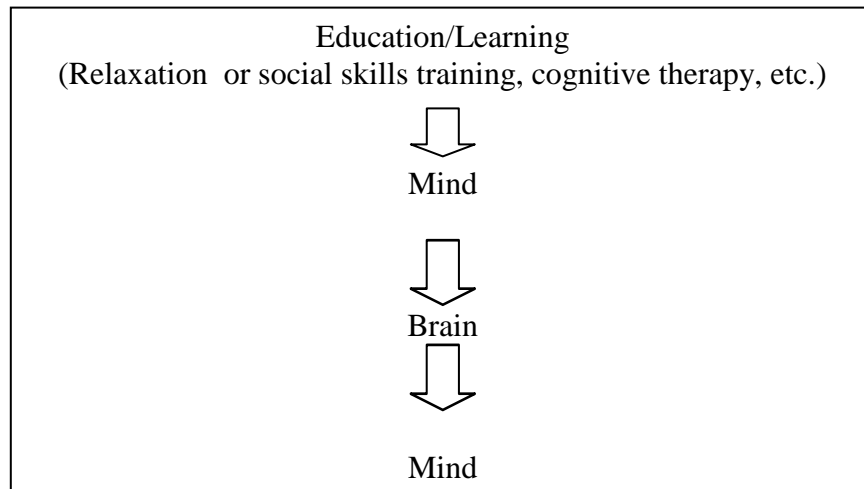 Education/Learning
(Relaxation or social skills training, cognitive therapy, etc.)
Mind
Brain
Mind